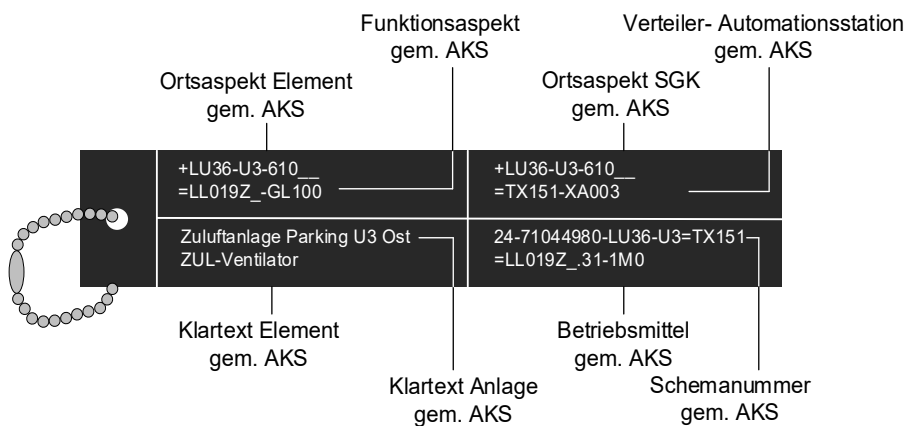 Funktionsaspekt
gem. AKS
Verteiler- Automationsstation
gem. AKS
Ortsaspekt Element
gem. AKS
Ortsaspekt SGK
gem. AKS
+LU36-U3-610__
=LL019Z_-GL100
+LU36-U3-610__
=TX151-XA003
Zuluftanlage Parking U3 Ost
ZUL-Ventilator
24-71044980-LU36-U3=TX151
=LL019Z_.31-1M0
Klartext Element
gem. AKS
Betriebsmittel
gem. AKS
Klartext Anlage
gem. AKS
Schemanummer
gem. AKS